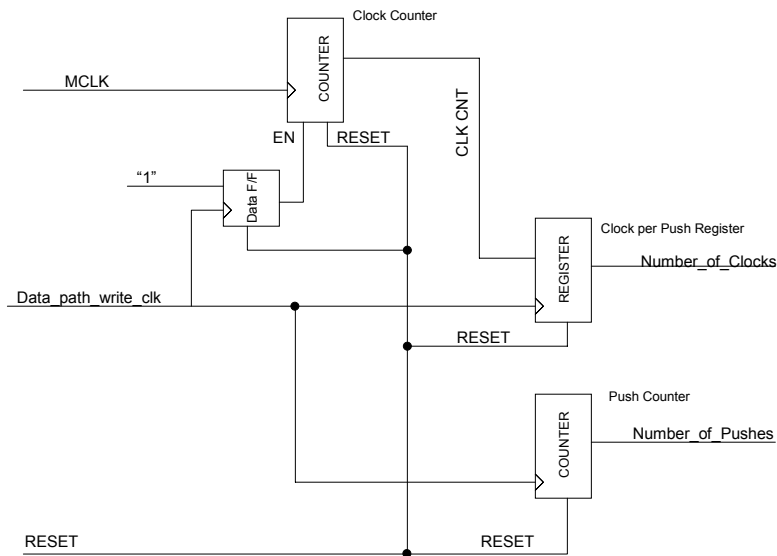 Clock Counter
MCLK
COUNTER
EN
RESET
CLK CNT
“1”
Data F/F
Clock per Push Register
REGISTER
Number_of_Clocks
Data_path_write_clk
RESET
Push Counter
COUNTER
Number_of_Pushes
RESET
RESET